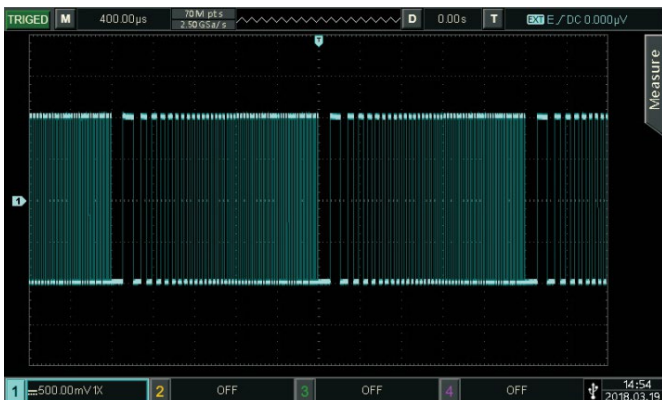 TRIGED M 400.00μs 70M pts D 0.00s T EXT E DC 0.000μV
2.50GSa/s
T
Measure
1
1 500.00mV 1X 2 OFF 3 OFF 4 OFF 14:54
2018.03.19